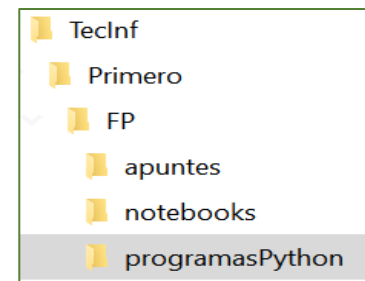 TecInf
Primero
FP
apuntes
notebooks
programasPython